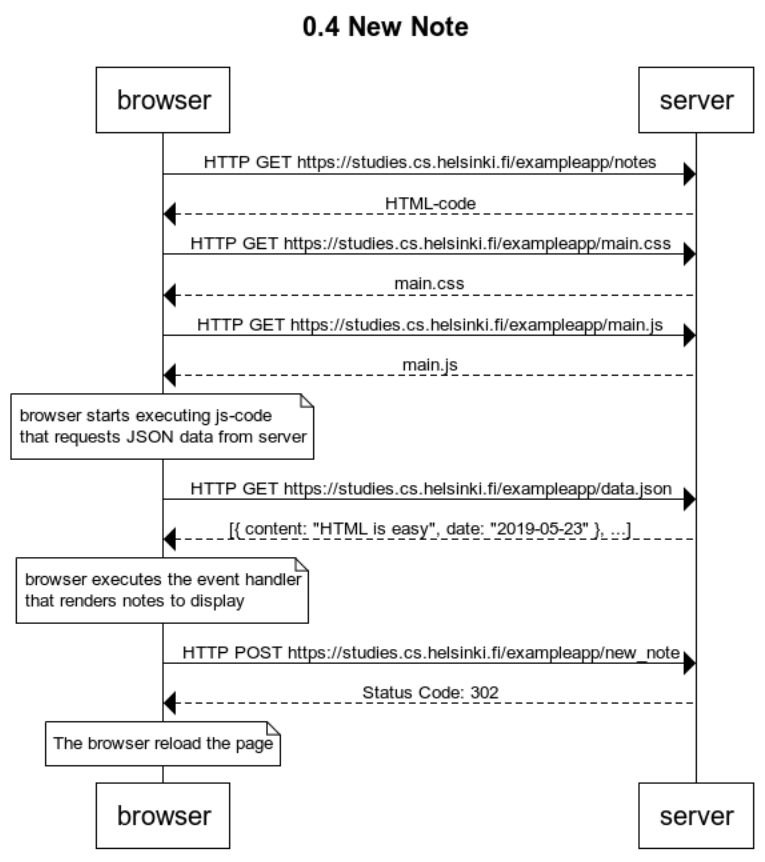 0.4 New Note
browser
server
HTTP GET https://studies.cs.helsinki.fi/exampleapp/notes
HTML-code
HTTP GET https://studies.cs.helsinki.fi/exampleapp/main.css
main.css
HTTP GET https://studies.cs.helsinki.fi/exampleapp/main.js
main.js
browser starts executing js-code
that requests JSON data from server
HTTP GET https://studies.cs.helsinki.fi/exampleapp/data.json
[{ content: "HTML is easy", date: "2019-05-23" }, ...]
browser executes the event handler
that renders notes to display
HTTP POST https://studies.cs.helsinki.fi/exampleapp/new_note
Status Code: 302
The browser reload the page
browser
server